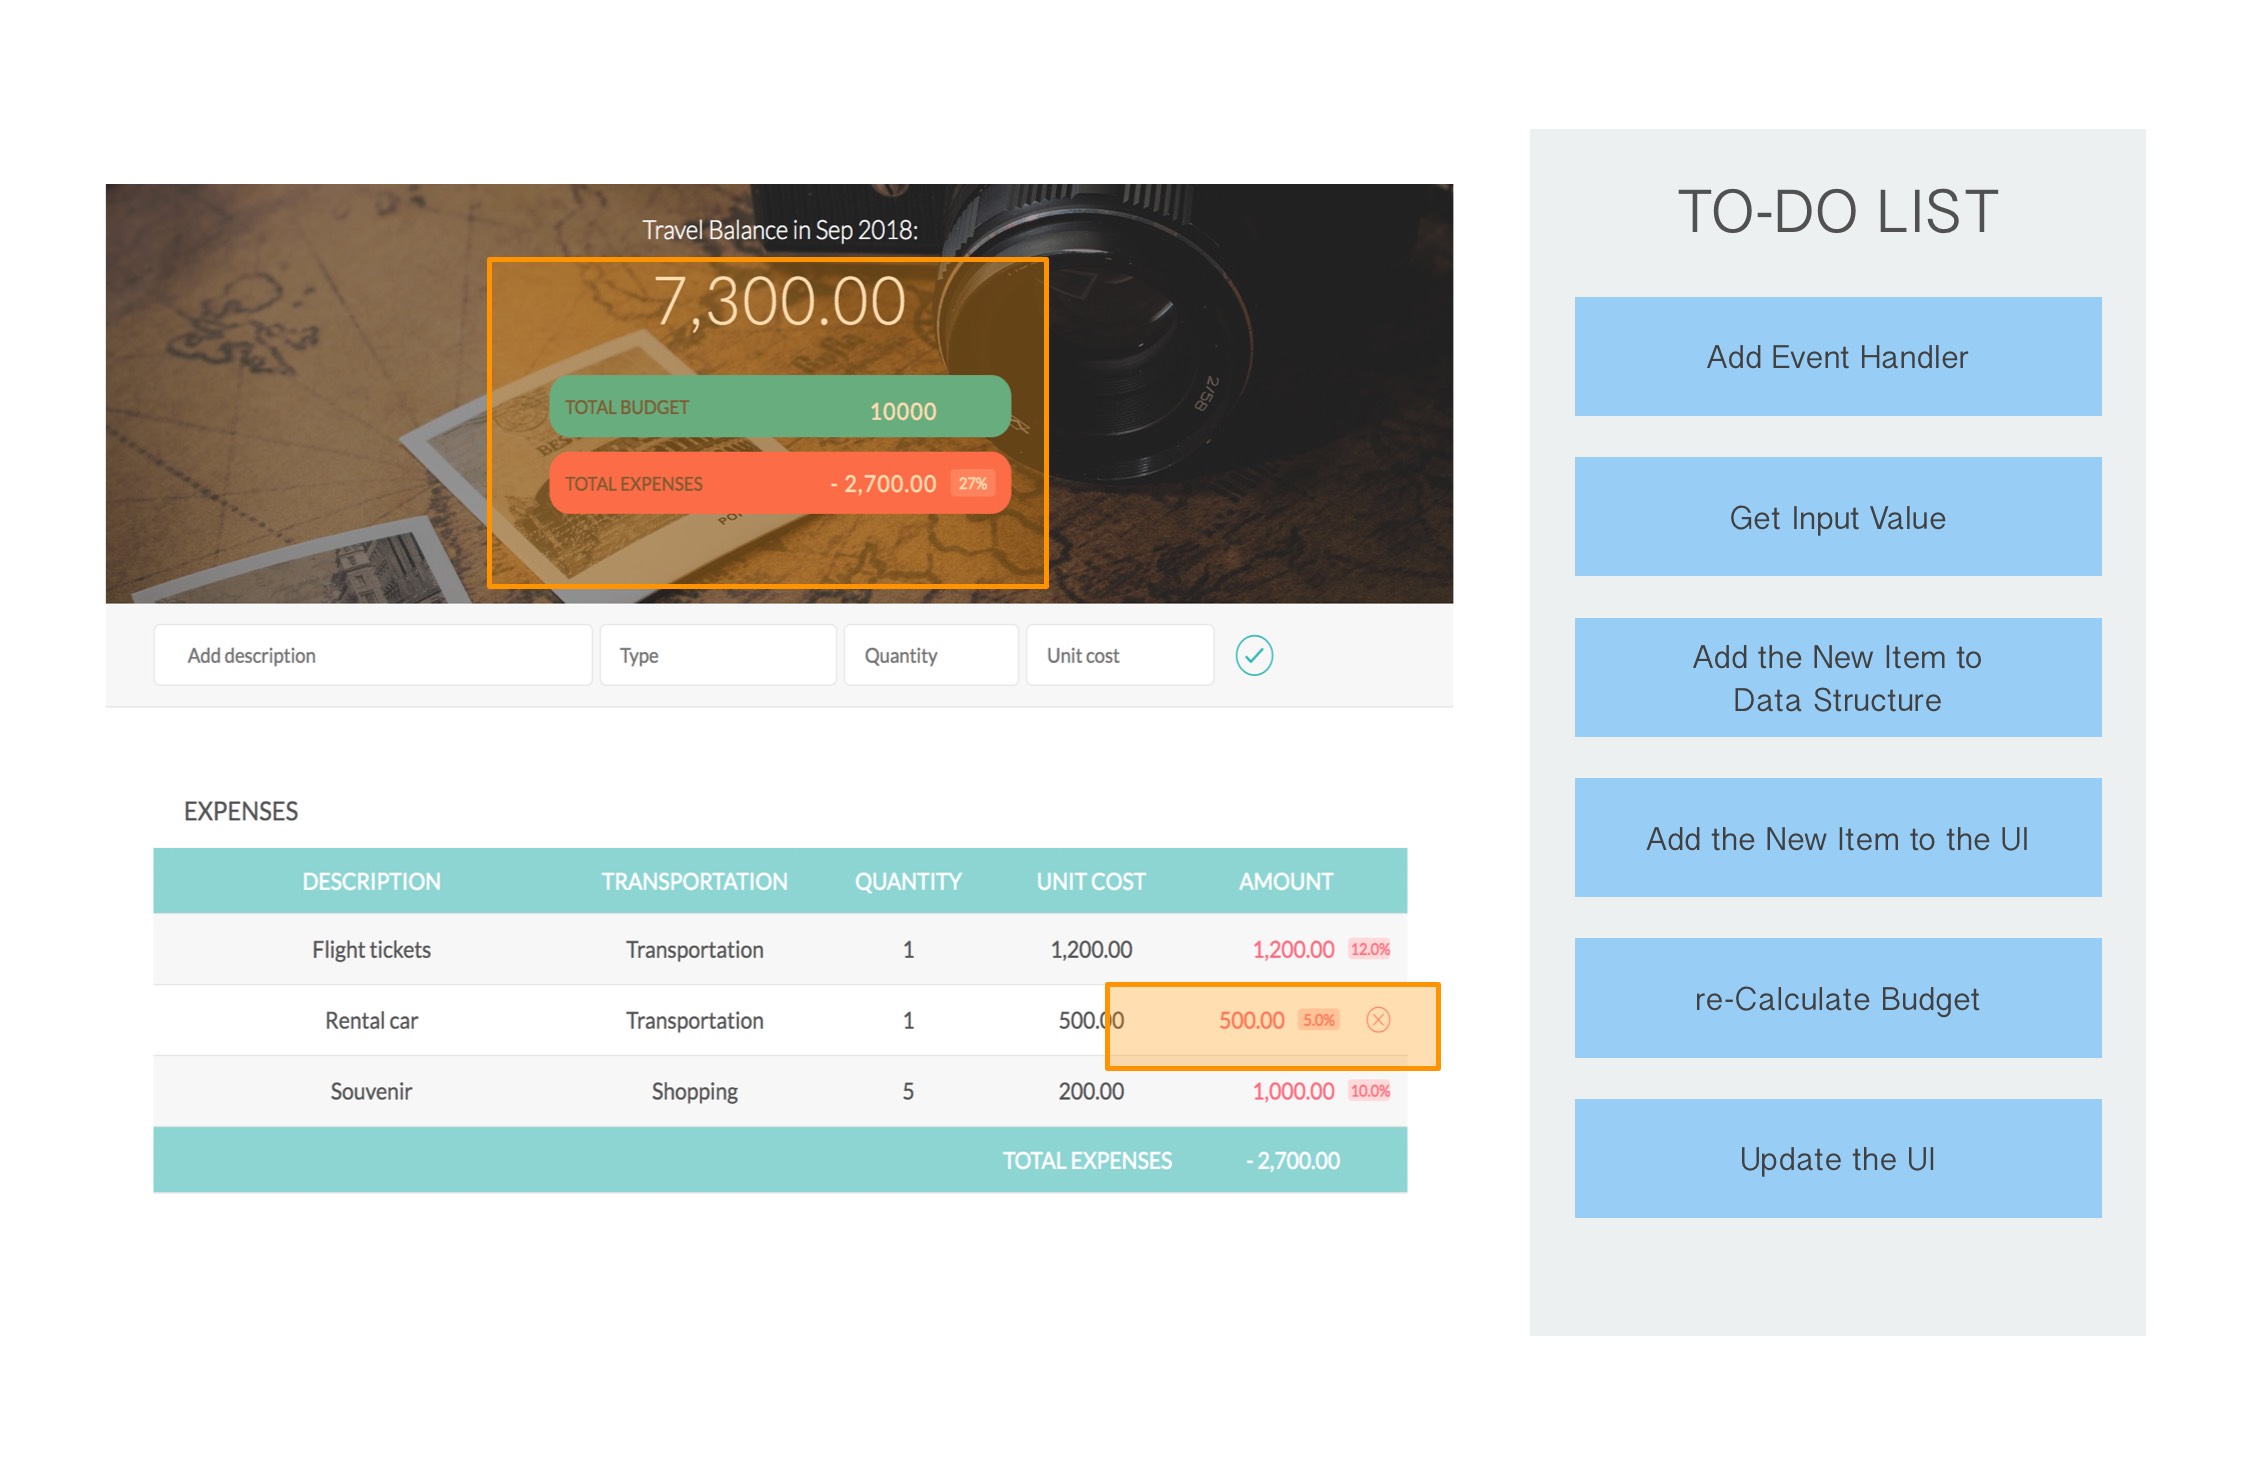 Travel Balance in Sep 2018:
7,300.00
TOTAL BUDGET 10000
TOTAL EXPENSES - 2,700.00 27%
2/58
Add description Type Quantity Unit cost
EXPENSES
DESCRIPTION TRANSPORTATION QUANTITY UNIT COST AMOUNT
Flight tickets Transportation 1 1,200.00 1,200.00 12.0%
Rental car Transportation 1 500.00 500.00 5.0%
Souvenir Shopping 5 200.00 1,000.00 10.0%
TOTAL EXPENSES - 2,700.00
TO-DO LIST
Add Event Handler
Get Input Value
Add the New Item to
Data Structure
Add the New Item to the UI
re-Calculate Budget
Update the UI